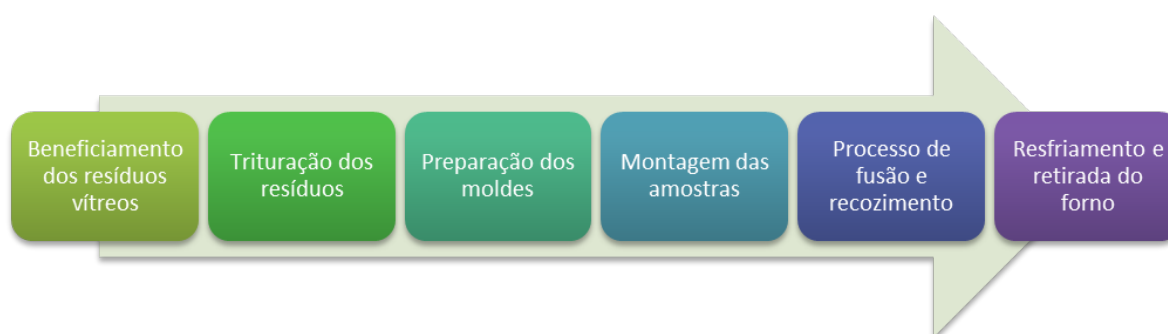 Beneficiamento
dos resíduos
vítreos
Trituração dos
resíduos
Preparação dos
moldes
Montagem das
amostras
Processo de
fusão e
recozimento
Resfriamento e
retirada do
forno